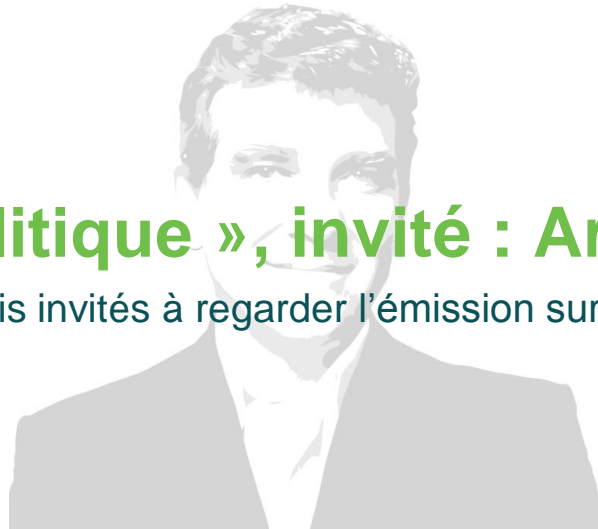 litique », invité : Ar
is invités à regarder l’émission sur